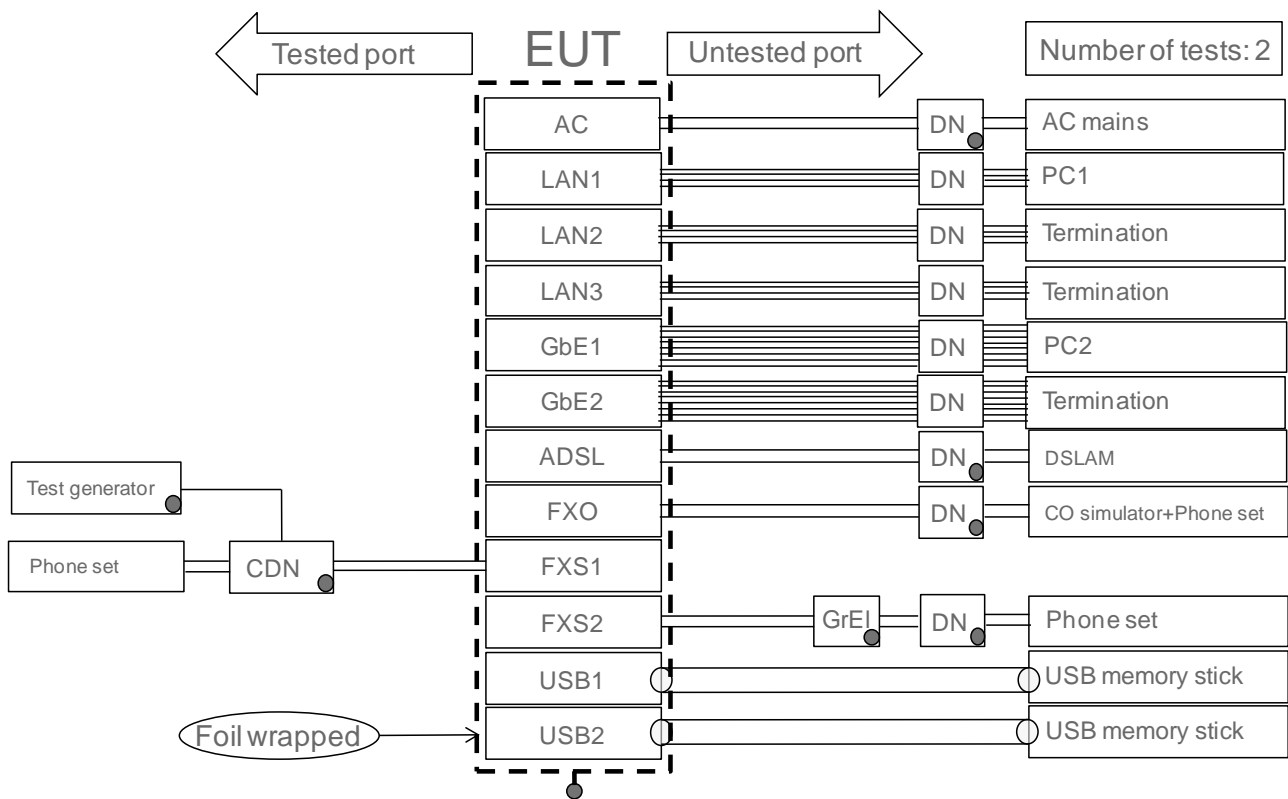 Tested port
EUT
Untested port
Number of tests: 2
AC
DN
AC mains
LAN1
DN
PC1
LAN2
DN
Termination
LAN3
DN
Termination
GbE1
DN
PC2
GbE2
DN
Termination
ADSL
DN
DSLAM
Test generator
FXO
DN
CO simulator+Phone set
Phone set
CDN
FXS1
FXS2
GrEI
DN
Phone set
USB1
USB memory stick
Foil wrapped
USB2
USB memory stick